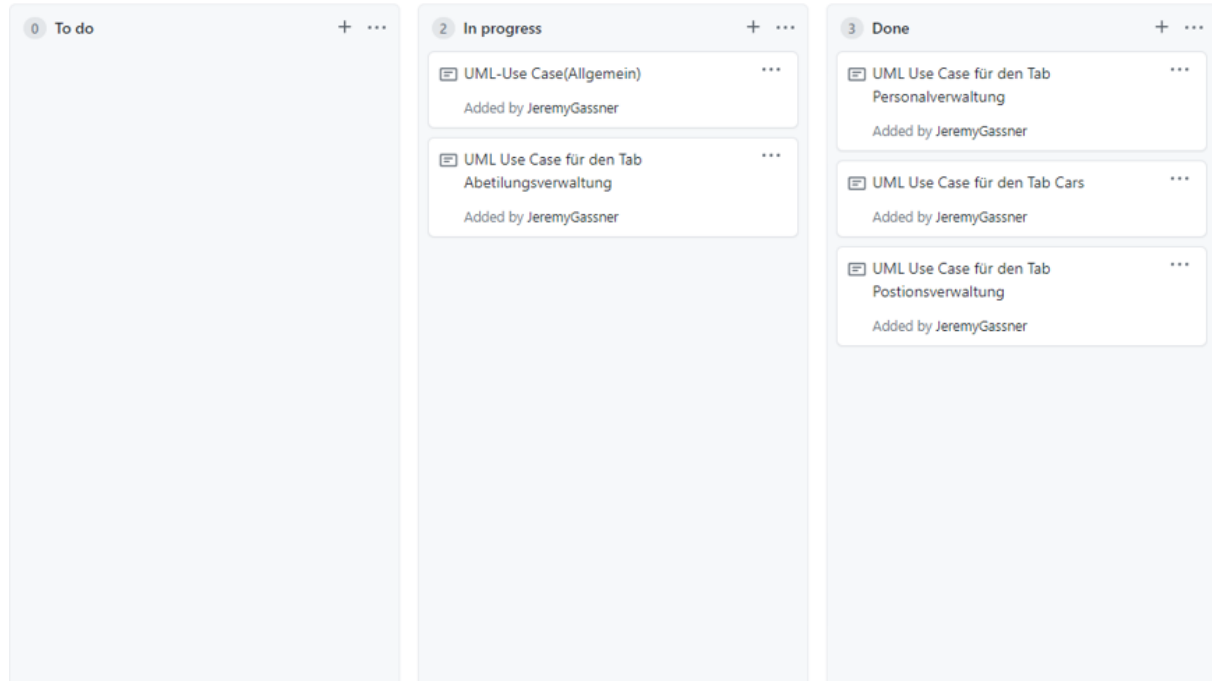 0 To do
2 In progress
UML-Use Case(Allgemein)
Added by JeremyGassner
UML Use Case für den Tab
Abetilungsverwaltung
Added by JeremyGassner
3 Done
UML Use Case für den Tab
Personalverwaltung
Added by JeremyGassner
UML Use Case für den Tab Cars
Added by JeremyGassner
UML Use Case für den Tab
Postionsverwaltung
Added by JeremyGassner